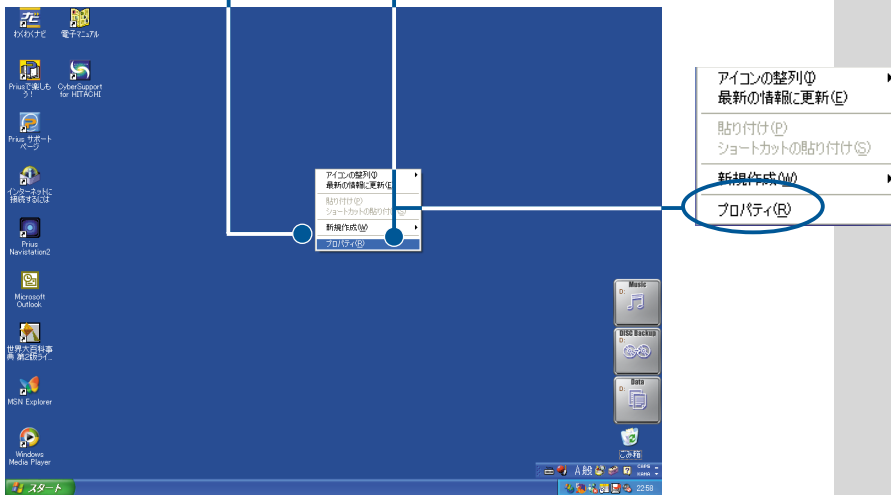 わくわくナビ
電子マニュアル
Priusで楽しも
う！
CyberSupport
for HITACHI
Prius サポート
ページ
インターネットに
接続するには
Prius
Navistation2
Microsoft
Outlook
世界大百科事
典 第2版ライ...
MSN Explorer
Windows
Media Player
アイコンの整列(I)
最新の情報に更新(E)
貼り付け(P)
ショートカットの貼り付け(S)
新規作成(W)
プロパティ(R)
アイコンの整列(I)
最新の情報に更新(E)
貼り付け(P)
ショートカットの貼り付け(S)
新規作成(W)
プロパティ(R)
Music
D:
DISC Backup
D:
Data
D:
ごみ箱
A 般
CAPS
KANA
スタート
22:58